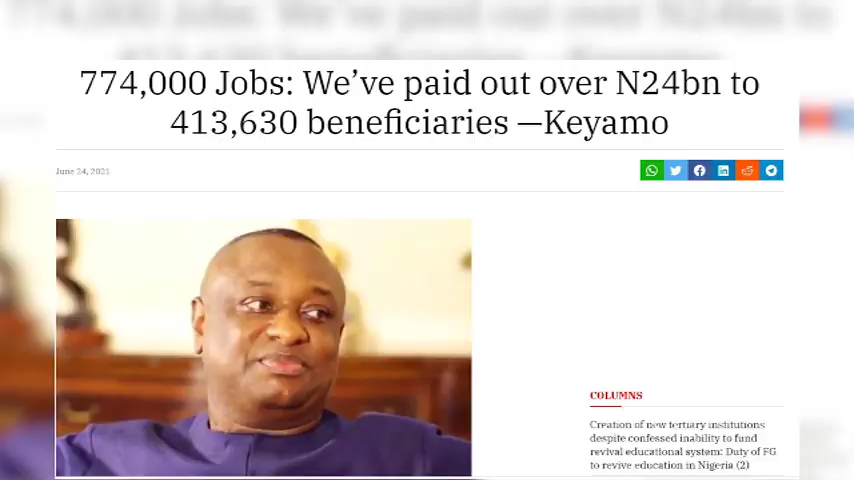 774,000 Jobs: We've paid out over N24bn to
413,630 beneficiaries —Keyamo
June 24, 2021
COLUMNS
Creation of new tertiary institutions
despite confessed inability to fund
revival educational system: Duty of FG
to revive education in Nigeria (2)